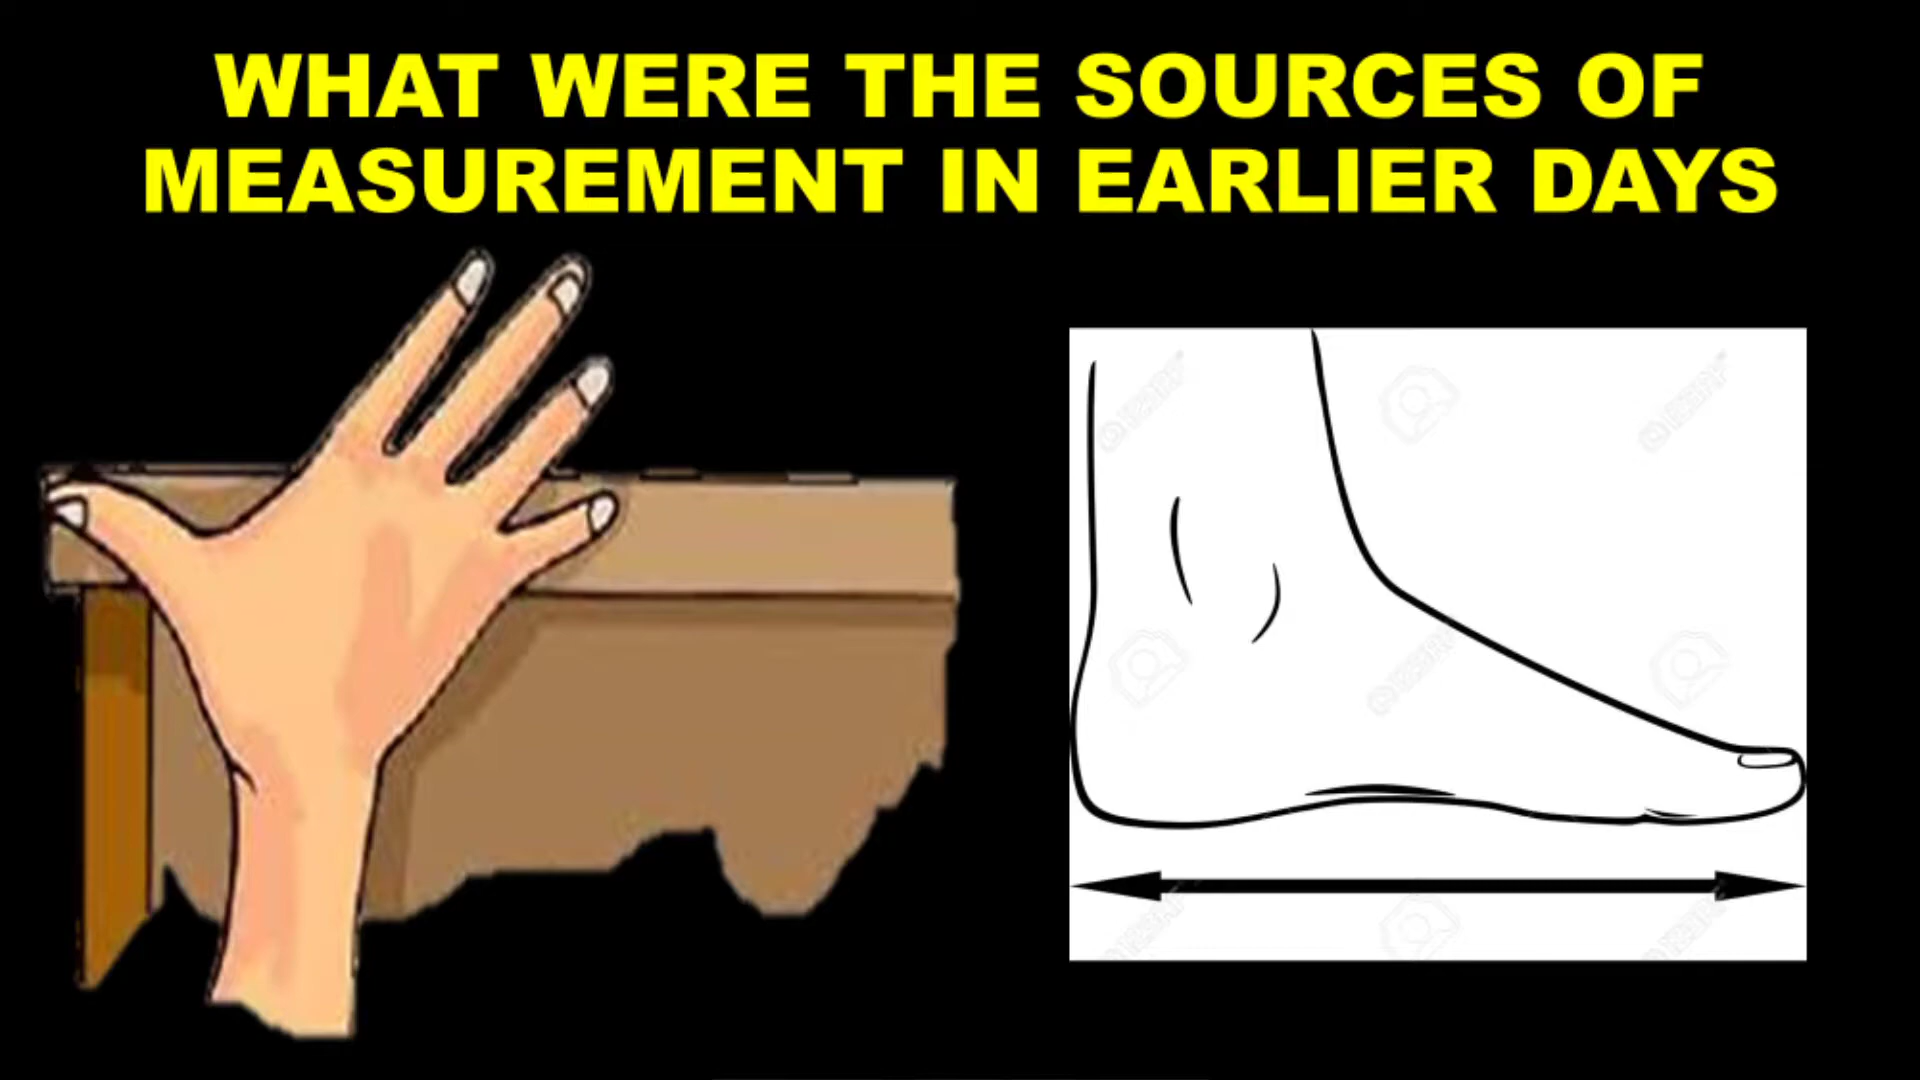 WHAT WERE THE SOURCES OF
MEASUREMENT IN EARLIER DAYS